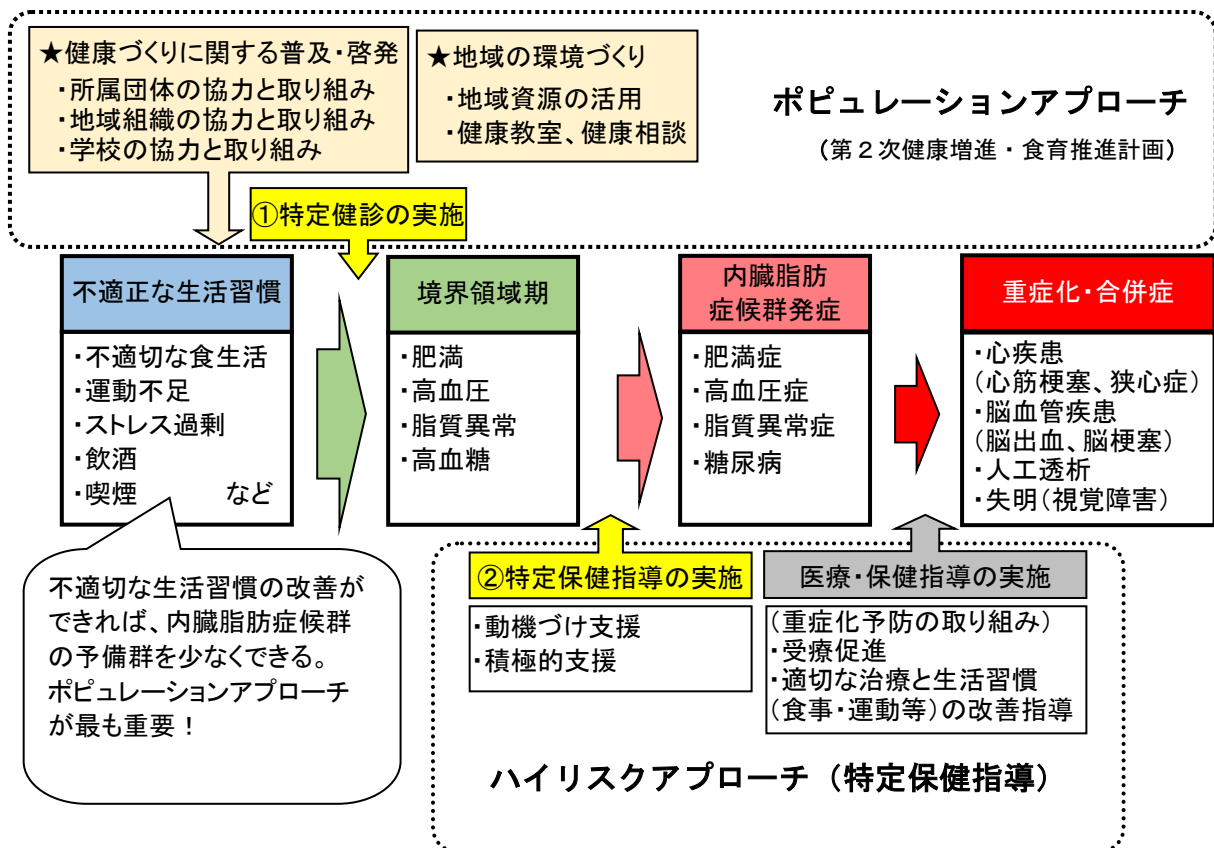 ★健康づくりに関する普及・啓発
・所属団体の協力と取り組み
・地域組織の協力と取り組み
・学校の協力と取り組み
★地域の環境づくり
・地域資源の活用
・健康教室、健康相談
ポピュレーションアプローチ
（第２次健康増進・食育推進計画）
①特定健診の実施
不適正な生活習慣
・不適切な食生活
・運動不足
・ストレス過剰
・飲酒
・喫煙　　　など
境界領域期
・肥満
・高血圧
・脂質異常
・高血糖
内臓脂肪
症候群発症
・肥満症
・高血圧症
・脂質異常症
・糖尿病
重症化・合併症
・心疾患
(心筋梗塞、狭心症)
・脳血管疾患
(脳出血、脳梗塞)
・人工透析
・失明(視覚障害)
不適切な生活習慣の改善が
できれば、内臓脂肪症候群
の予備群を少なくできる。
ポピュレーションアプローチ
が最も重要！
②特定保健指導の実施
・動機づけ支援
・積極的支援
医療・保健指導の実施
(重症化予防の取り組み)
・受療促進
・適切な治療と生活習慣
(食事・運動等)の改善指導
ハイリスクアプローチ（特定保健指導）